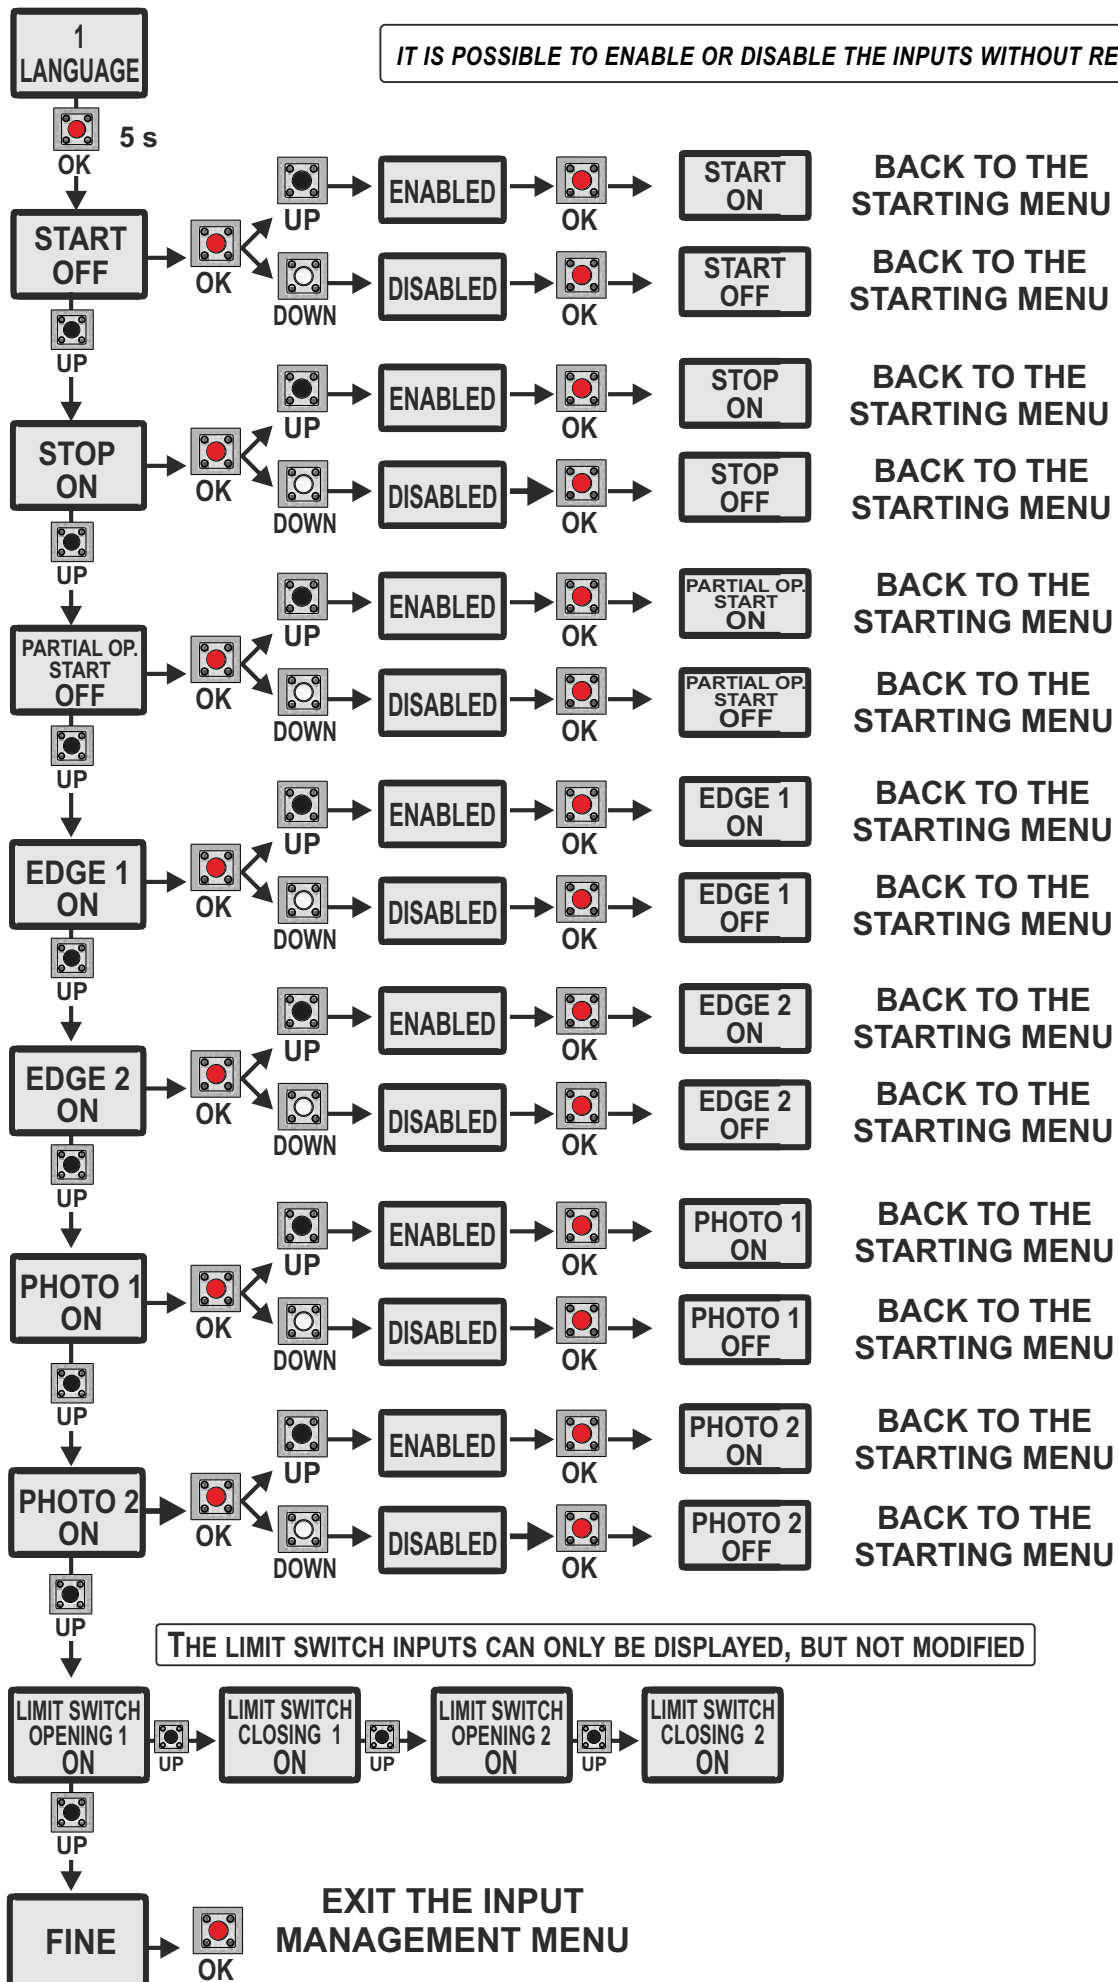 1
LANGUAGE
IT IS POSSIBLE TO ENABLE OR DISABLE THE INPUTS WITHOUT RE
5 s
OK
START
OFF
OK
UP
ENABLED
OK
START
ON
BACK TO THE
STARTING MENU
DOWN
DISABLED
OK
START
OFF
BACK TO THE
STARTING MENU
UP
STOP
ON
OK
UP
ENABLED
OK
STOP
ON
BACK TO THE
STARTING MENU
DOWN
DISABLED
OK
STOP
OFF
BACK TO THE
STARTING MENU
UP
PARTIAL OP.
START
OFF
OK
UP
ENABLED
OK
PARTIAL OP.
START
ON
BACK TO THE
STARTING MENU
DOWN
DISABLED
OK
PARTIAL OP.
START
OFF
BACK TO THE
STARTING MENU
UP
EDGE 1
ON
OK
UP
ENABLED
OK
EDGE 1
ON
BACK TO THE
STARTING MENU
DOWN
DISABLED
OK
EDGE 1
OFF
BACK TO THE
STARTING MENU
UP
EDGE 2
ON
OK
UP
ENABLED
OK
EDGE 2
ON
BACK TO THE
STARTING MENU
DOWN
DISABLED
OK
EDGE 2
OFF
BACK TO THE
STARTING MENU
UP
PHOTO 1
ON
OK
UP
ENABLED
OK
PHOTO 1
ON
BACK TO THE
STARTING MENU
DOWN
DISABLED
OK
PHOTO 1
OFF
BACK TO THE
STARTING MENU
UP
PHOTO 2
ON
OK
UP
ENABLED
OK
PHOTO 2
ON
BACK TO THE
STARTING MENU
DOWN
DISABLED
OK
PHOTO 2
OFF
BACK TO THE
STARTING MENU
UP
THE LIMIT SWITCH INPUTS CAN ONLY BE DISPLAYED, BUT NOT MODIFIED
LIMIT SWITCH
OPENING 1
ON
UP
LIMIT SWITCH
CLOSING 1
ON
UP
LIMIT SWITCH
OPENING 2
ON
UP
LIMIT SWITCH
CLOSING 2
ON
UP
FINE
OK
EXIT THE INPUT
MANAGEMENT MENU